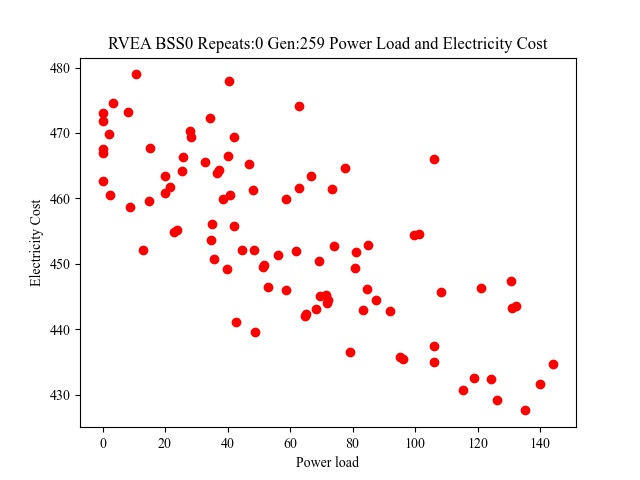 RVEA BSS0 Repeats:0 Gen:259 Power Load and Electricity Cost
480
470
460
450
440
430
Electricity Cost
0 20 40 60 80 100 120 140
Power load